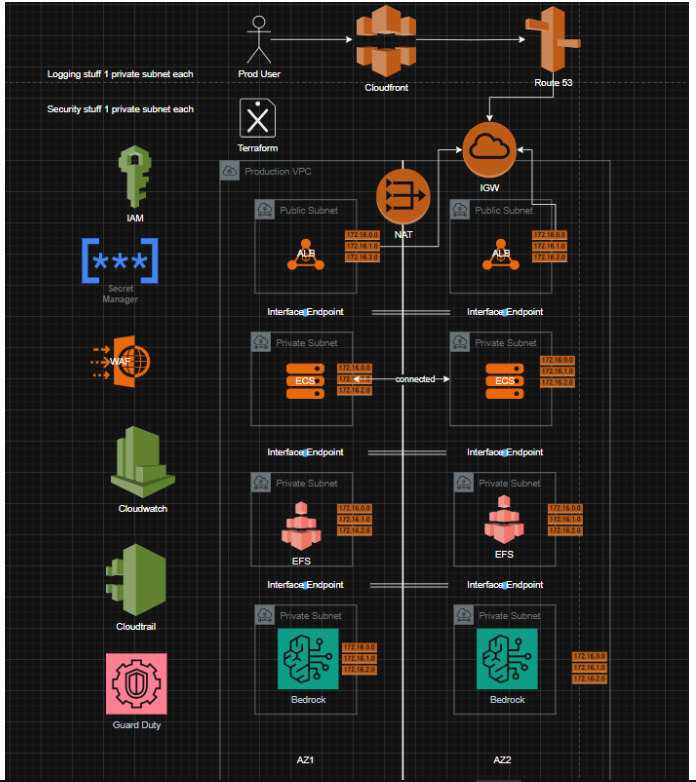 Logging stuff 1 private subnet each
Prod User
Cloudfront
Route 53
Security stuff 1 private subnet each
Terraform
IGW
Production VPC
IAM
Public Subnet
Public Subnet
NAT
172.16.0.0
172.16.1.0
172.16.2.0
172.16.0.0
172.16.1.0
172.16.2.0
ALB
ALB
***
Secret
Manager
Interface Endpoint
Interface Endpoint
Private Subnet
Private Subnet
WAF
172.16.0.0
172.16.2.0
172.16.0.0
172.16.1.0
172.16.2.0
ECS
connected
ECS
Interface Endpoint
Interface Endpoint
Cloudwatch
Private Subnet
Private Subnet
172.16.0.0
172.16.1.0
172.16.2.0
172.16.0.0
172.16.1.0
172.16.2.0
EFS
EFS
Interface Endpoint
Interface Endpoint
Cloudtrail
Private Subnet
Private Subnet
172.16.0.0
172.16.1.0
172.16.2.0
172.16.0.0
172.16.1.0
172.16.2.0
Bedrock
Bedrock
Guard Duty
AZ1
AZ2